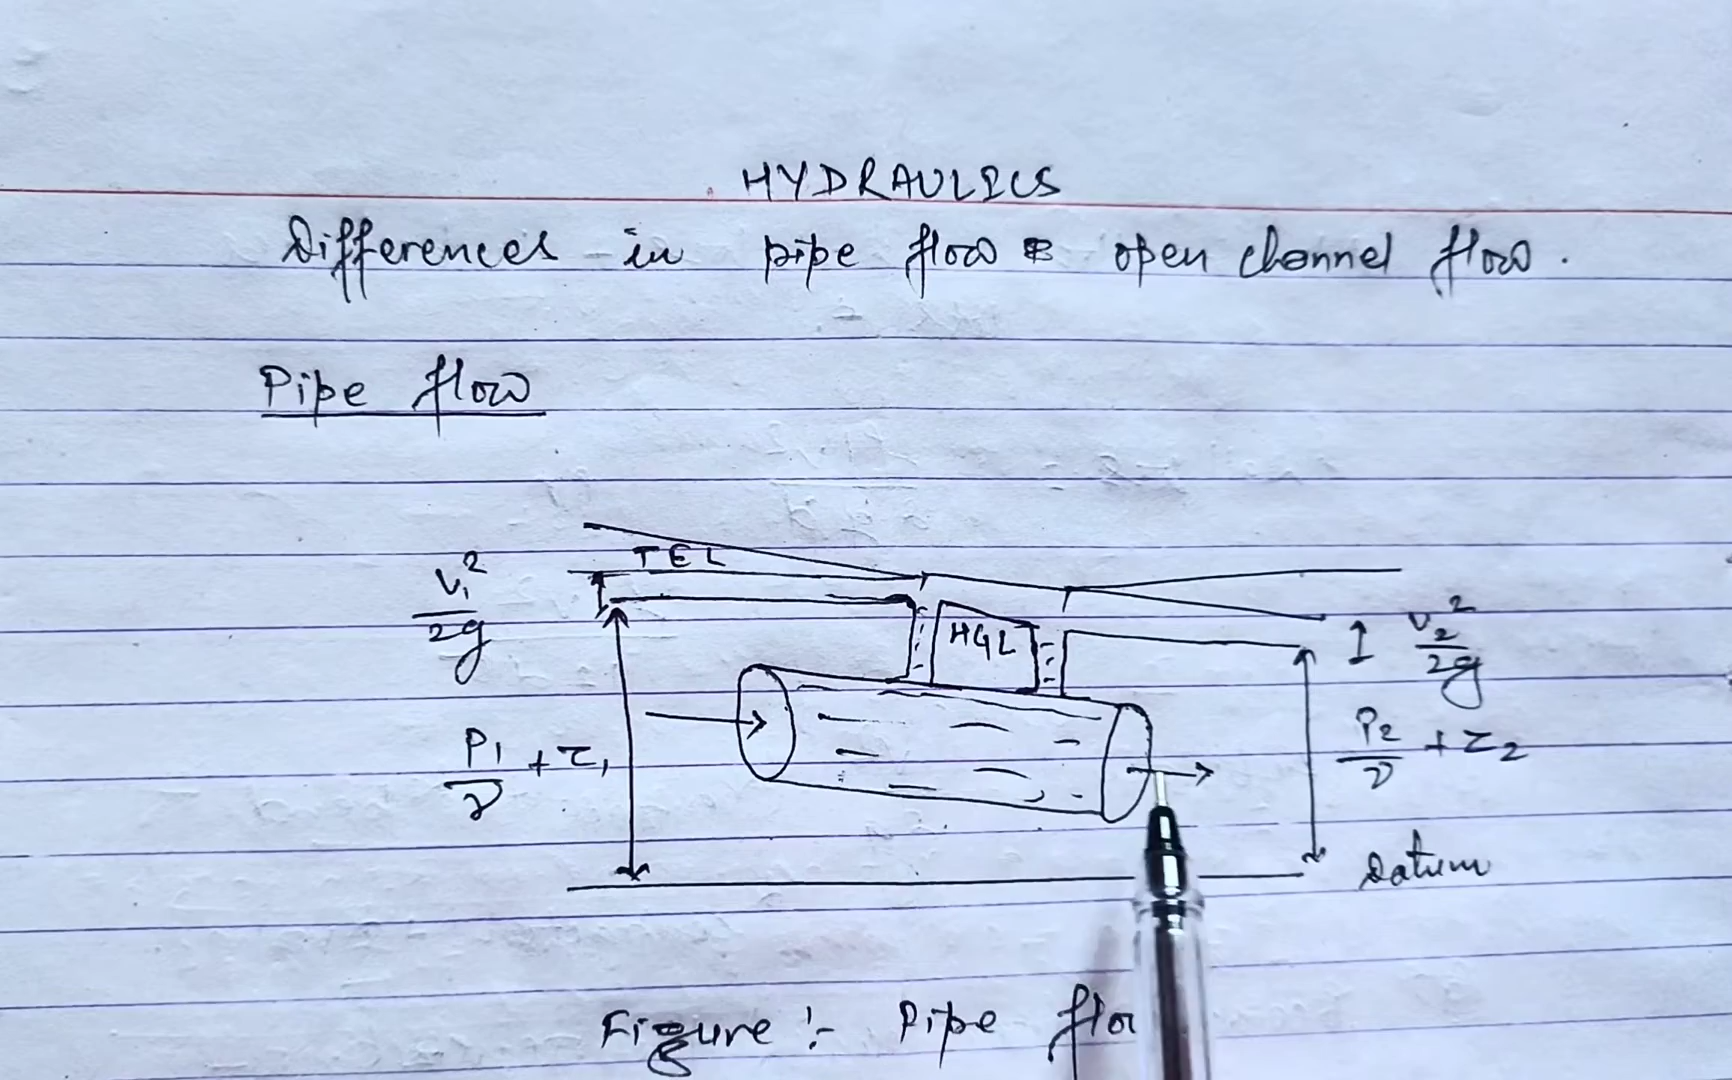 HYDRAULICS
Differences in pipe flow & open channel flow.
Pipe flow
TEL
V₁²/2g
HGL
V₂²/2g
P₁/γ + Z₁
P₂/γ + Z₂
Datum
Figure :- Pipe flo